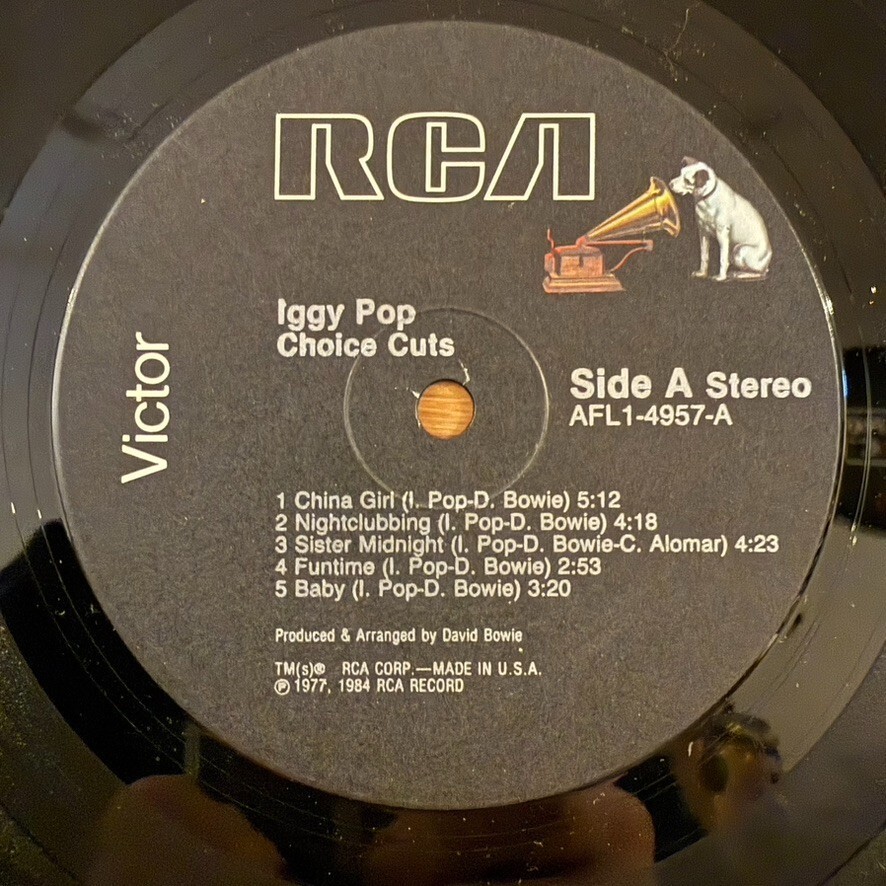 RCA
Victor
Iggy Pop
Choice Cuts
Side A Stereo
AFL1-4957-A
1 China Girl (I. Pop-D. Bowie) 5:12
2 Nightclubbing (I. Pop-D. Bowie) 4:18
3 Sister Midnight (I. Pop-D. Bowie-C. Alomar) 4:23
4 Funtime (I. Pop-D. Bowie) 2:53
5 Baby (I. Pop-D. Bowie) 3:20
Produced & Arranged by David Bowie
TM(s)® RCA CORP.—MADE IN U.S.A.
℗ 1977, 1984 RCA RECORD